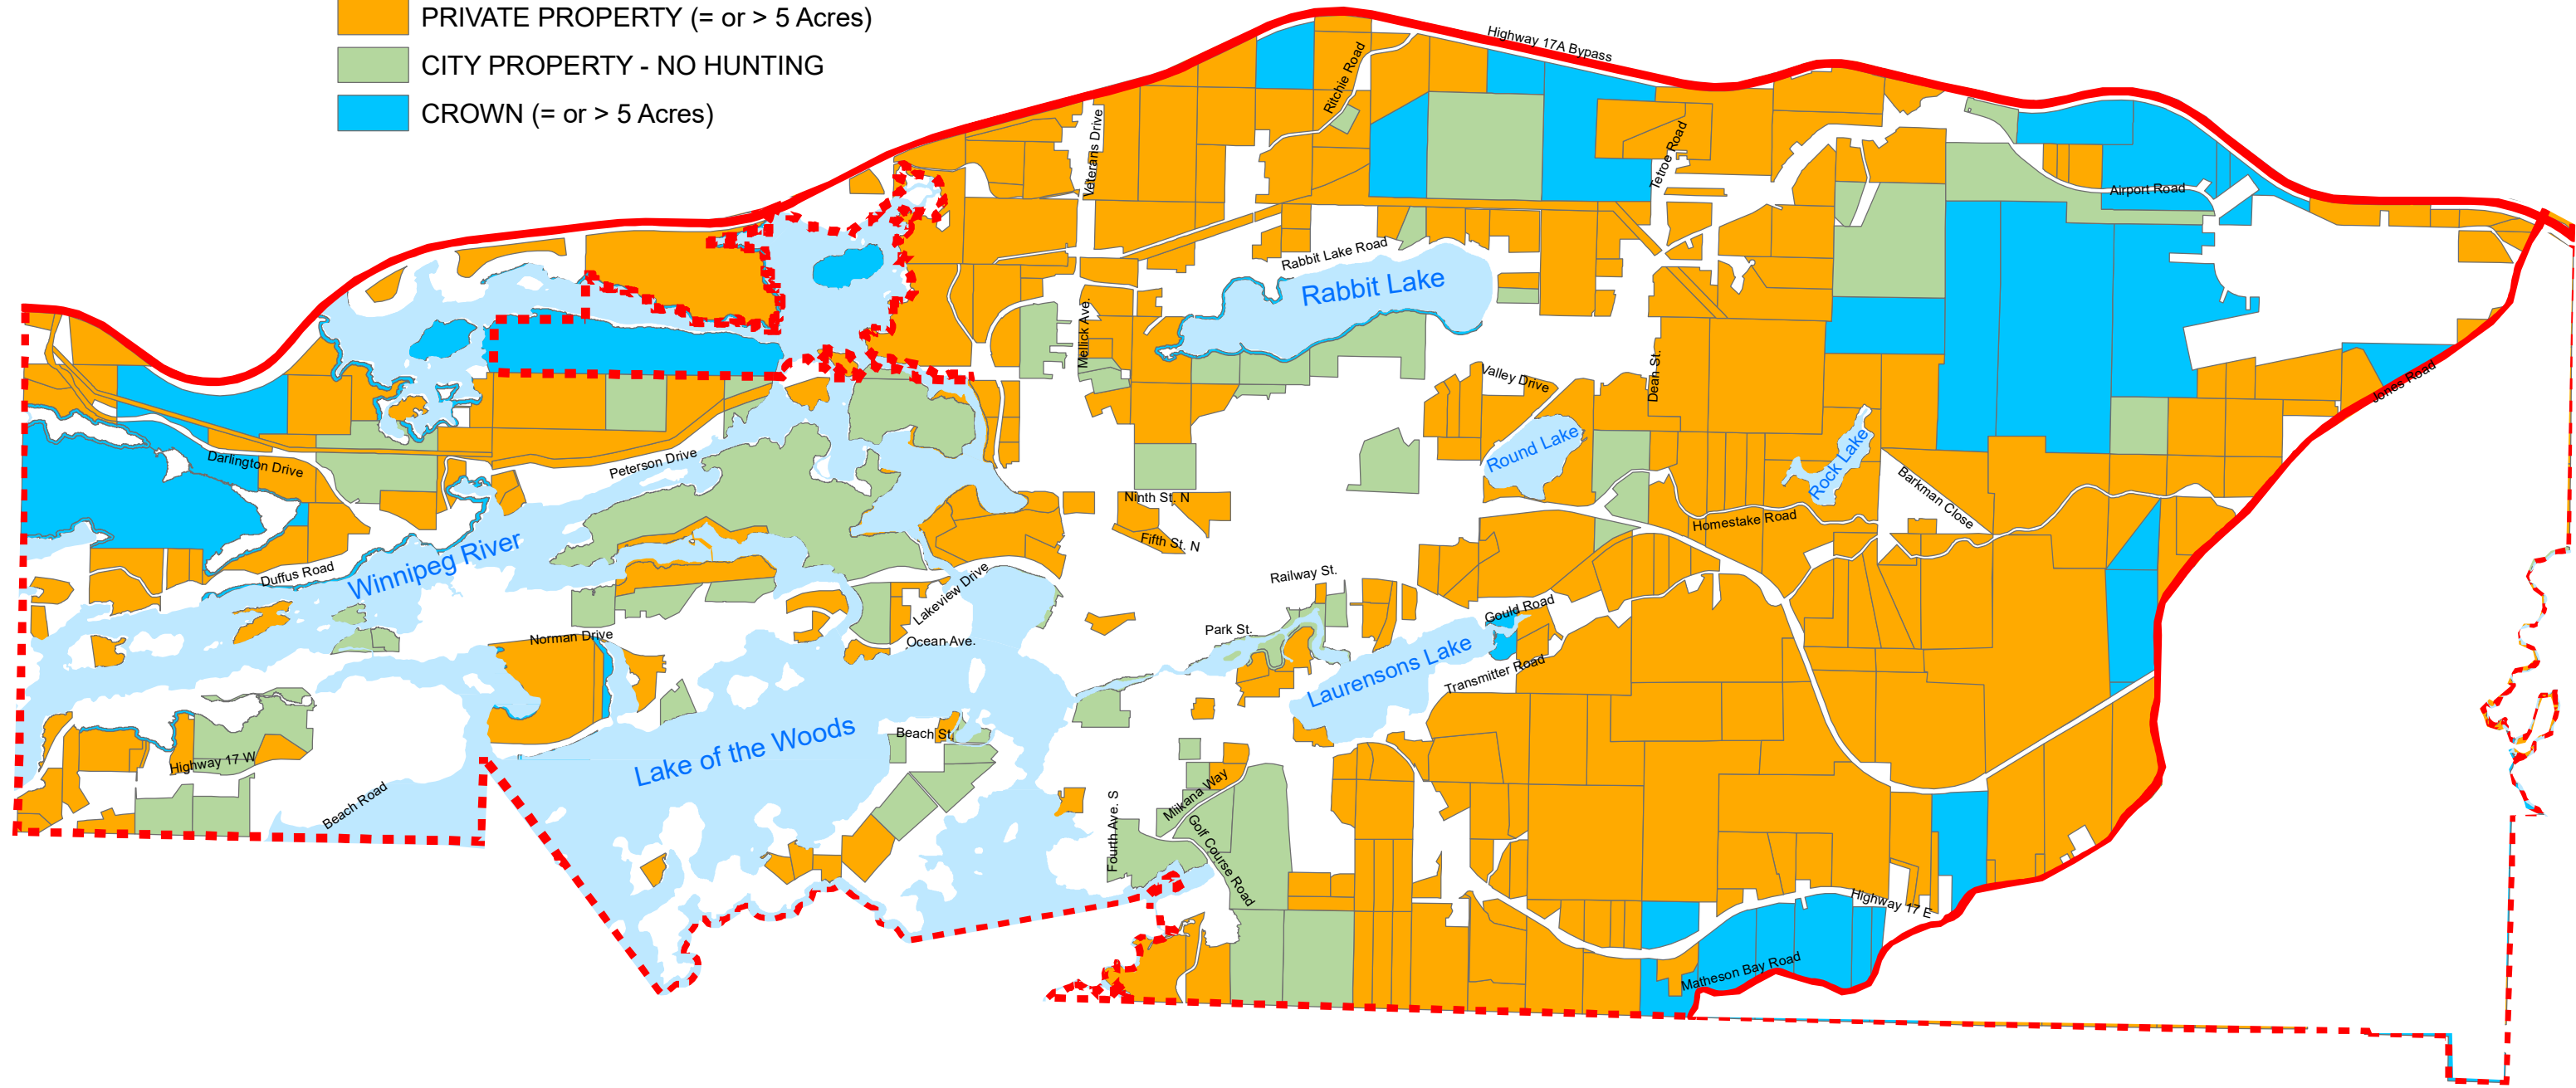 PRIVATE PROPERTY (= or > 5 Acres)
CITY PROPERTY - NO HUNTING
CROWN (= or > 5 Acres)
Highway 17A Bypass
Ritchie Road
Veterans Drive
Tetroe Road
Airport Road
Rabbit Lake Road
Rabbit Lake
Mellick Ave.
Valley Drive
Dean St.
Jones Road
Round Lake
Rock Lake
Darlington Drive
Peterson Drive
Barkman Close
Ninth St. N
Homestake Road
Fifth St. N
Winnipeg River
Duffus Road
Lakeview Drive
Railway St.
Gould Road
Norman Drive
Ocean Ave.
Park St.
Laurensons Lake
Transmitter Road
Beach St.
Lake of the Woods
Highway 17 W
Beach Road
Fourth Ave. S
Miikana Way
Golf Course Road
Highway 17 E
Matheson Bay Road